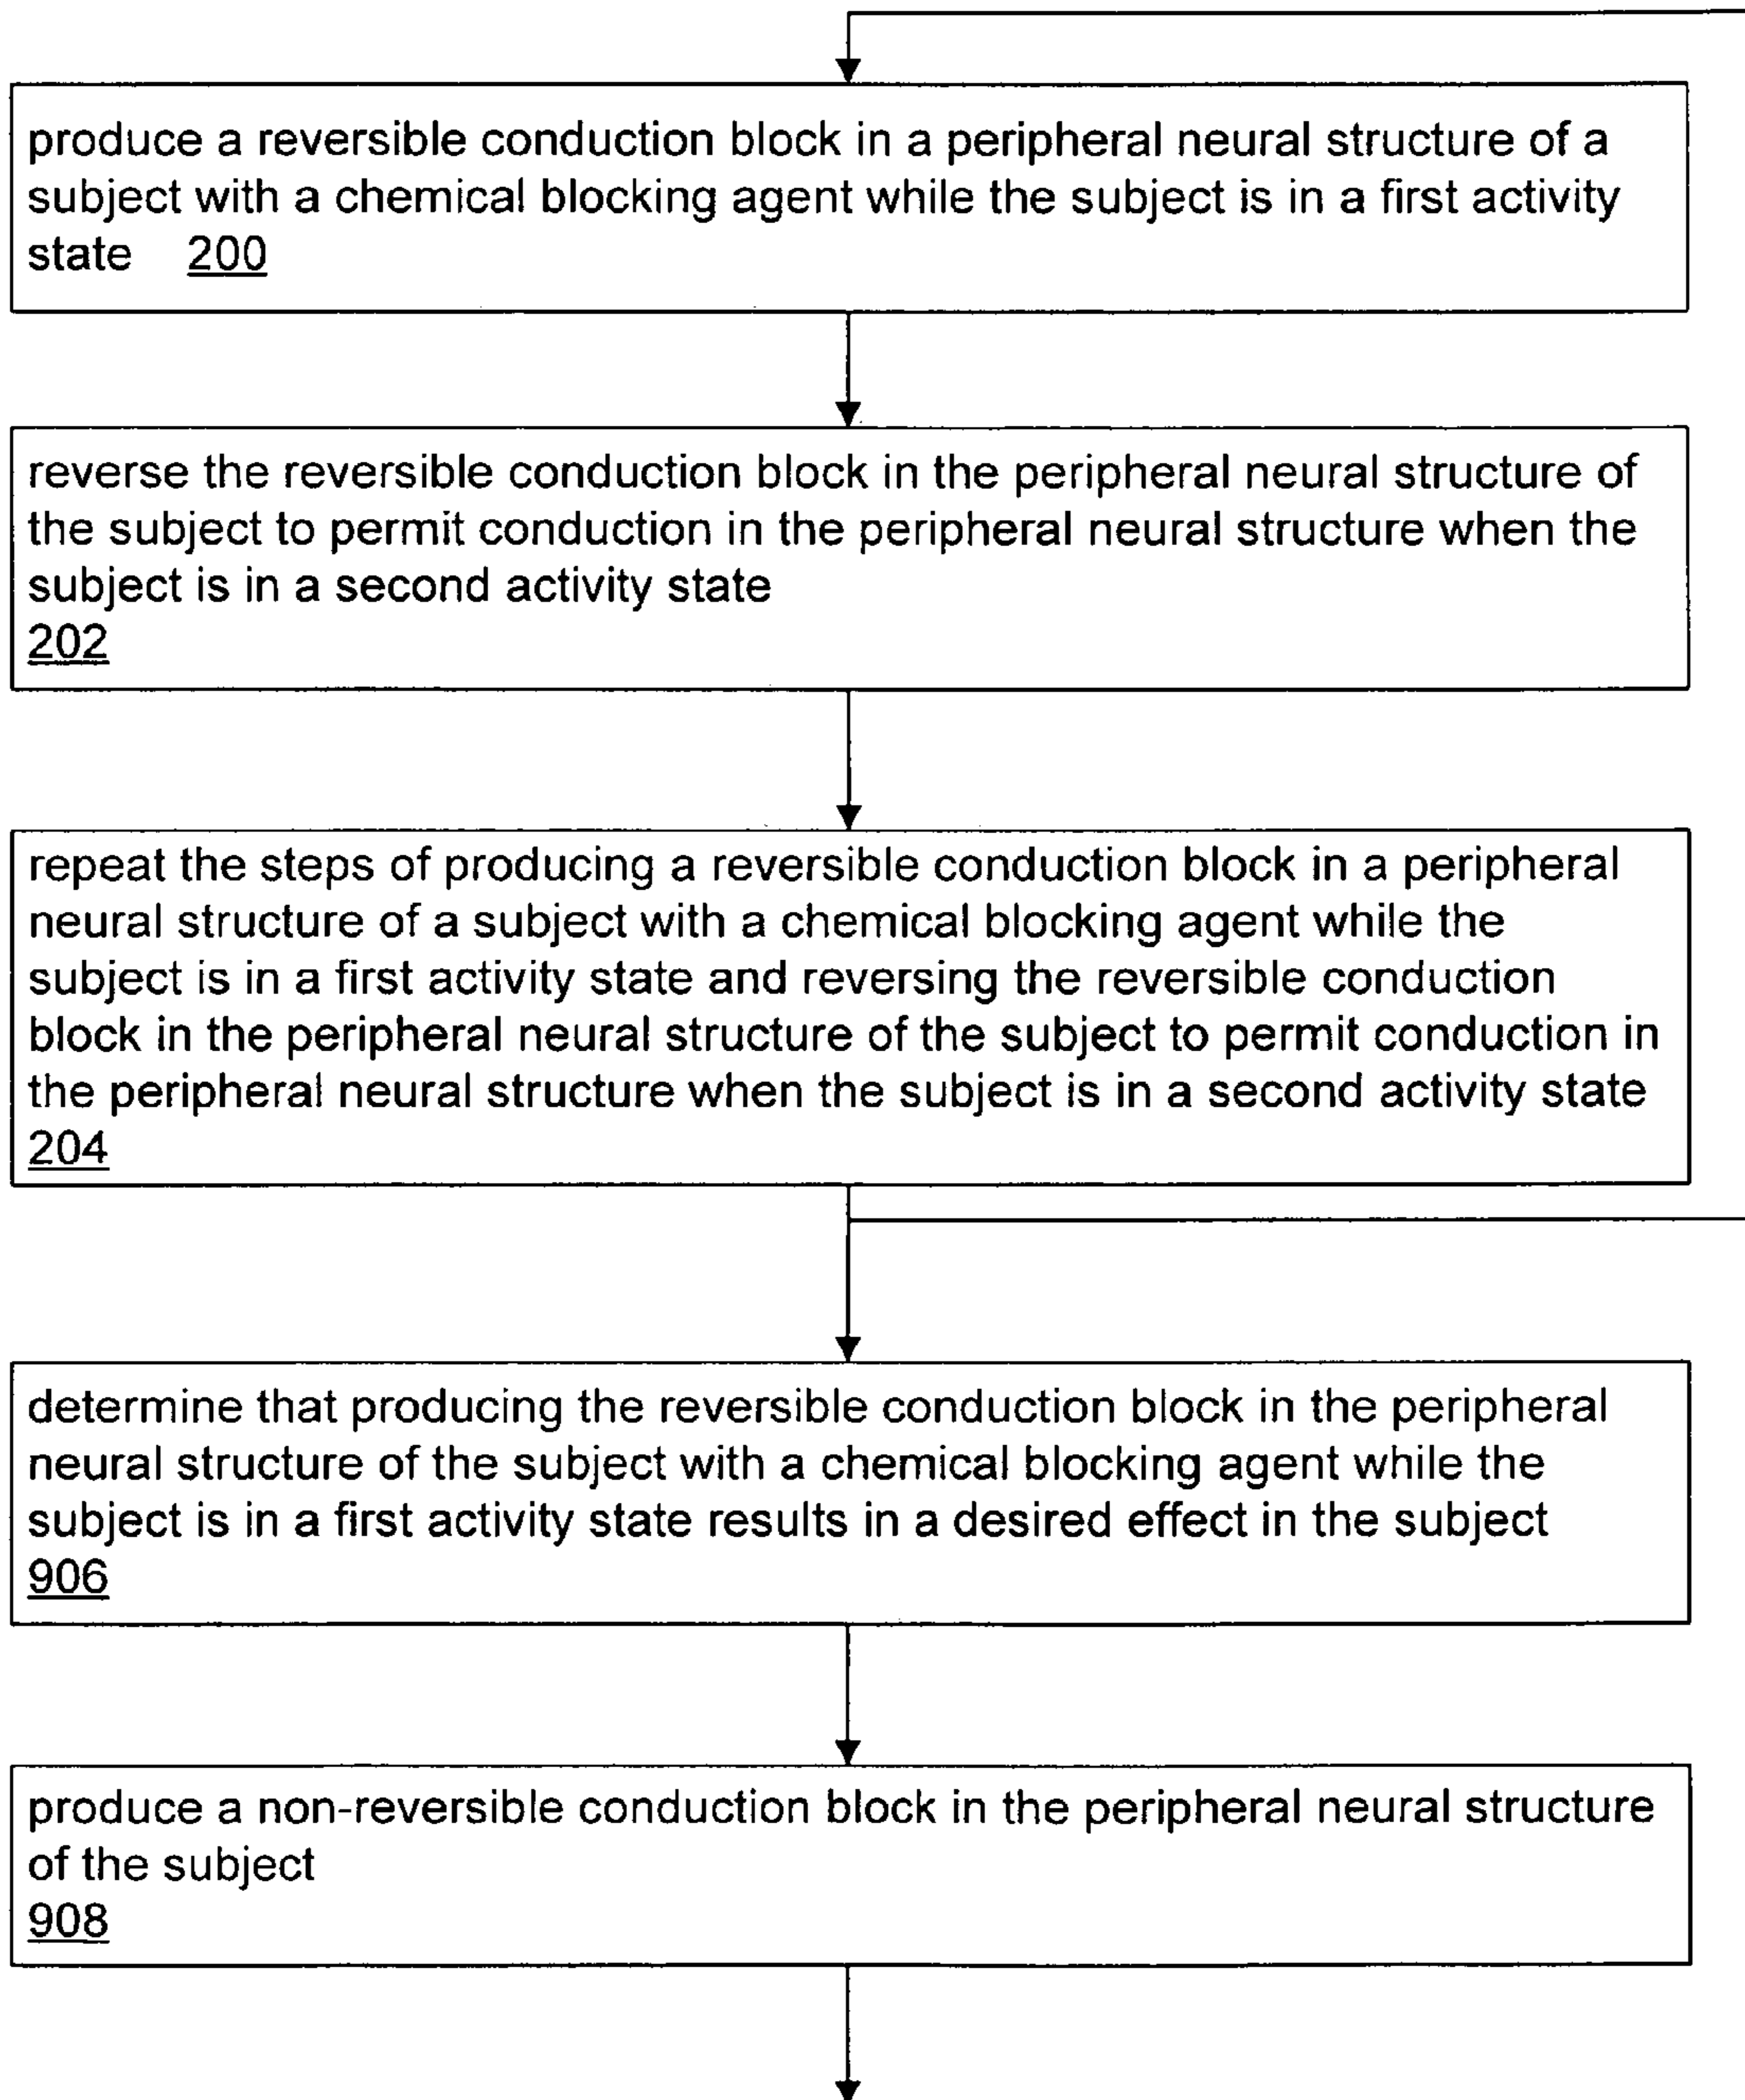 produce a reversible conduction block in a peripheral neural structure of a
subject with a chemical blocking agent while the subject is in a first activity
state 200
reverse the reversible conduction block in the peripheral neural structure of
the subject to permit conduction in the peripheral neural structure when the
subject is in a second activity state
202
repeat the steps of producing a reversible conduction block in a peripheral
neural structure of a subject with a chemical blocking agent while the
subject is in a first activity state and reversing the reversible conduction
block in the peripheral neural structure of the subject to permit conduction in
the peripheral neural structure when the subject is in a second activity state
204
determine that producing the reversible conduction block in the peripheral
neural structure of the subject with a chemical blocking agent while the
subject is in a first activity state results in a desired effect in the subject
906
produce a non-reversible conduction block in the peripheral neural structure
of the subject
908